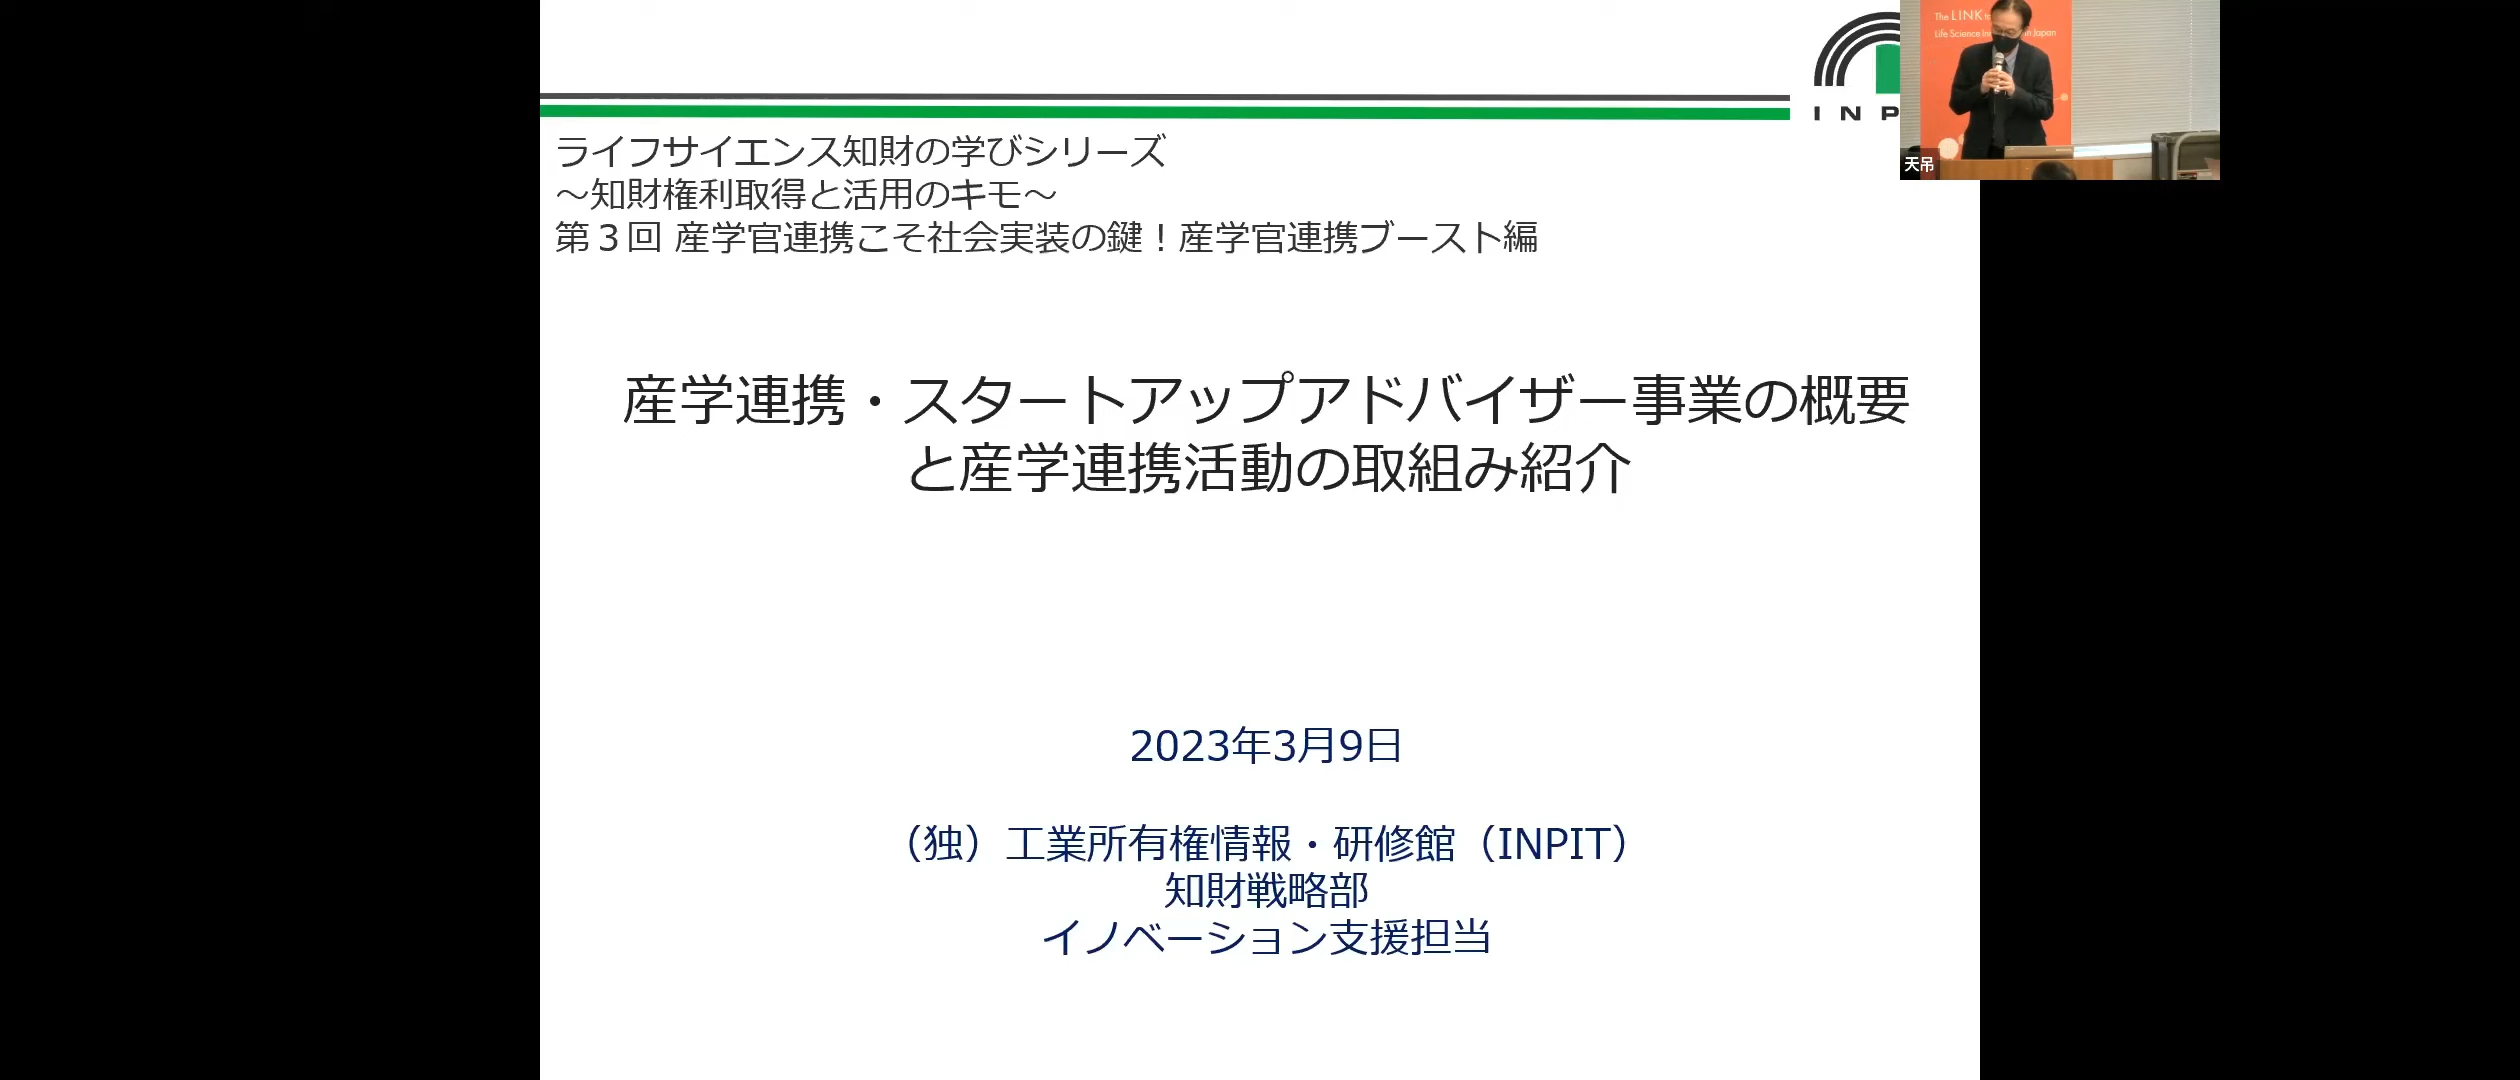 ライフサイエンス知財の学びシリーズ
～知財権利取得と活用のキモ～
第３回 産学官連携こそ社会実装の鍵！産学官連携ブースト編
産学連携・スタートアップアドバイザー事業の概要
と産学連携活動の取組み紹介
2023年3月9日
（独）工業所有権情報・研修館（INPIT）
知財戦略部
イノベーション支援担当
INP
The LINK
Life Science Japan
天吊